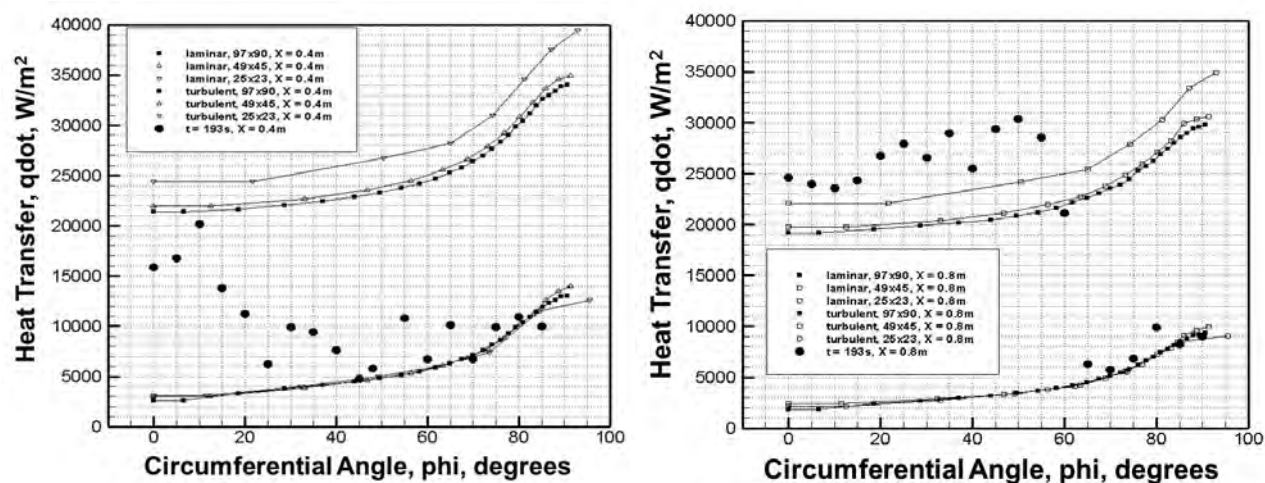 Heat Transfer, qdot, W/m²
40000
35000
30000
25000
20000
15000
10000
5000
0
laminar, 97x90, X = 0.4m
laminar, 49x45, X = 0.4m
laminar, 25x23, X = 0.4m
turbulent, 97x90, X = 0.4m
turbulent, 49x45, X = 0.4m
turbulent, 25x23, X = 0.4m
t = 193s, X = 0.4m
0 20 40 60 80 100
Circumferential Angle, phi, degrees
Heat Transfer, qdot, W/m²
40000
35000
30000
25000
20000
15000
10000
5000
0
laminar, 97x90, X = 0.8m
laminar, 49x45, X = 0.8m
laminar, 25x23, X = 0.8m
turbulent, 97x90, X = 0.8m
turbulent, 49x45, X = 0.8m
turbulent, 25x23, X = 0.8m
t = 193s, X = 0.8m
0 20 40 60 80 100
Circumferential Angle, phi, degrees